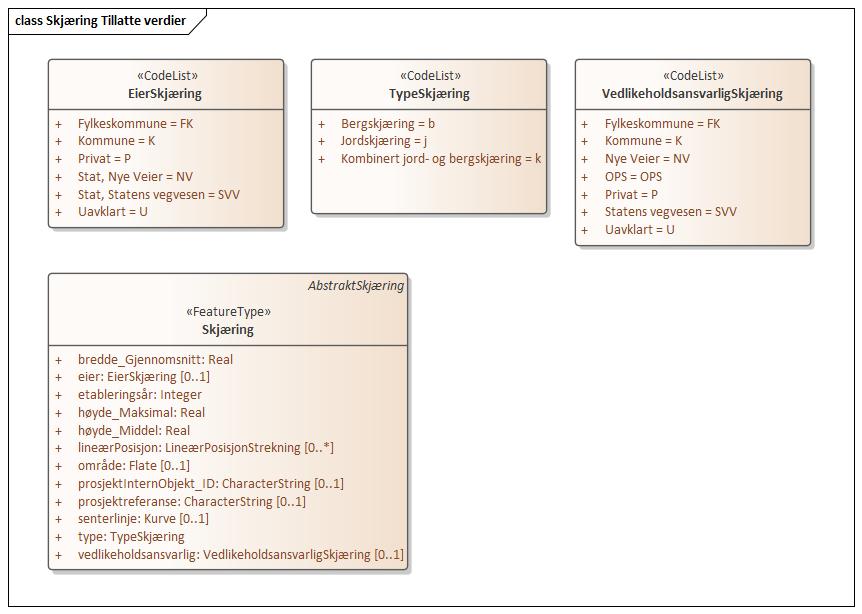 class Skjæring Tillatte verdier
«CodeList»
EierSkjæring
+ Fylkeskommune = FK
+ Kommune = K
+ Privat = P
+ Stat, Nye Veier = NV
+ Stat, Statens vegvesen = SVV
+ Uavklart = U
«CodeList»
TypeSkjæring
+ Bergskjæring = b
+ Jordskjæring = j
+ Kombinert jord- og bergskjæring = k
«CodeList»
VedlikeholdsansvarligSkjæring
+ Fylkeskommune = FK
+ Kommune = K
+ Nye Veier = NV
+ OPS = OPS
+ Privat = P
+ Statens vegvesen = SVV
+ Uavklart = U
AbstraktSkjæring
«FeatureType»
Skjæring
+ bredde_Gjennomsnitt: Real
+ eier: EierSkjæring [0..1]
+ etableringsår: Integer
+ høyde_Maksimal: Real
+ høyde_Middel: Real
+ lineærPosisjon: LineærPosisjonStrekning [0..*]
+ område: Flate [0..1]
+ prosjektInternObjekt_ID: CharacterString [0..1]
+ prosjektreferanse: CharacterString [0..1]
+ senterlinje: Kurve [0..1]
+ type: TypeSkjæring
+ vedlikeholdsansvarlig: VedlikeholdsansvarligSkjæring [0..1]